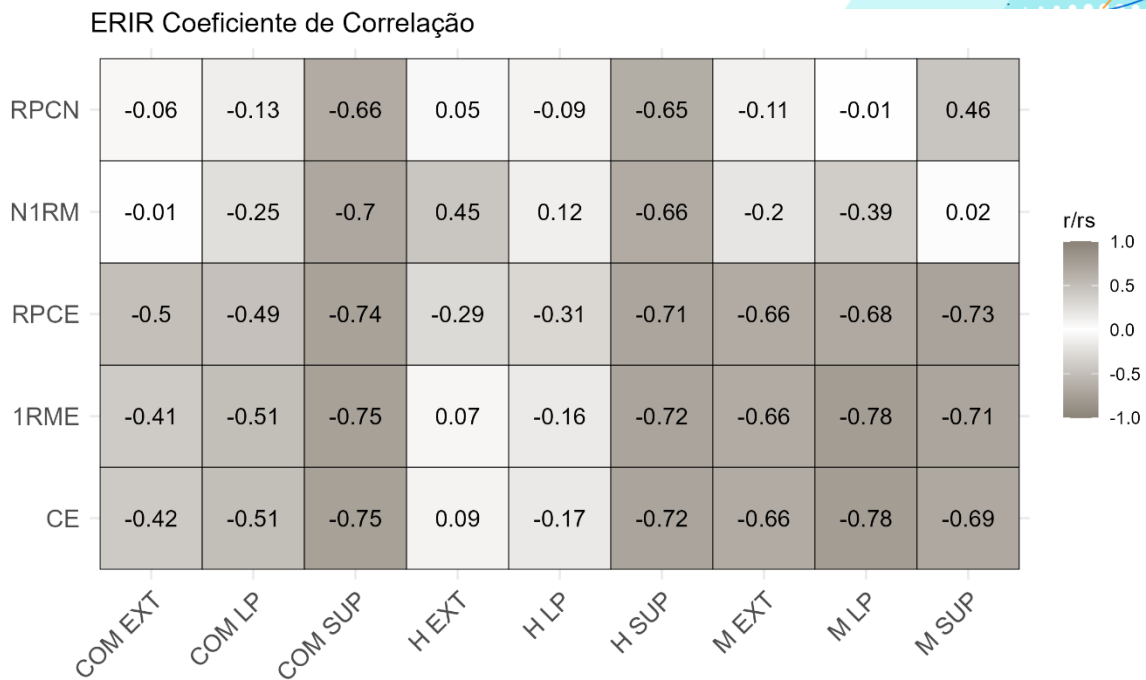 ERIR Coeficiente de Correlação
RPCN -0.06 -0.13 -0.66 0.05 -0.09 -0.65 -0.11 -0.01 0.46
N1RM -0.01 -0.25 -0.7 0.45 0.12 -0.66 -0.2 -0.39 0.02
RPCE -0.5 -0.49 -0.74 -0.29 -0.31 -0.71 -0.66 -0.68 -0.73
1RME -0.41 -0.51 -0.75 0.07 -0.16 -0.72 -0.66 -0.78 -0.71
CE -0.42 -0.51 -0.75 0.09 -0.17 -0.72 -0.66 -0.78 -0.69
COM EXT COM LP COM SUP H EXT H LP H SUP M EXT M LP M SUP
r/rs
1.0
0.5
0.0
-0.5
-1.0